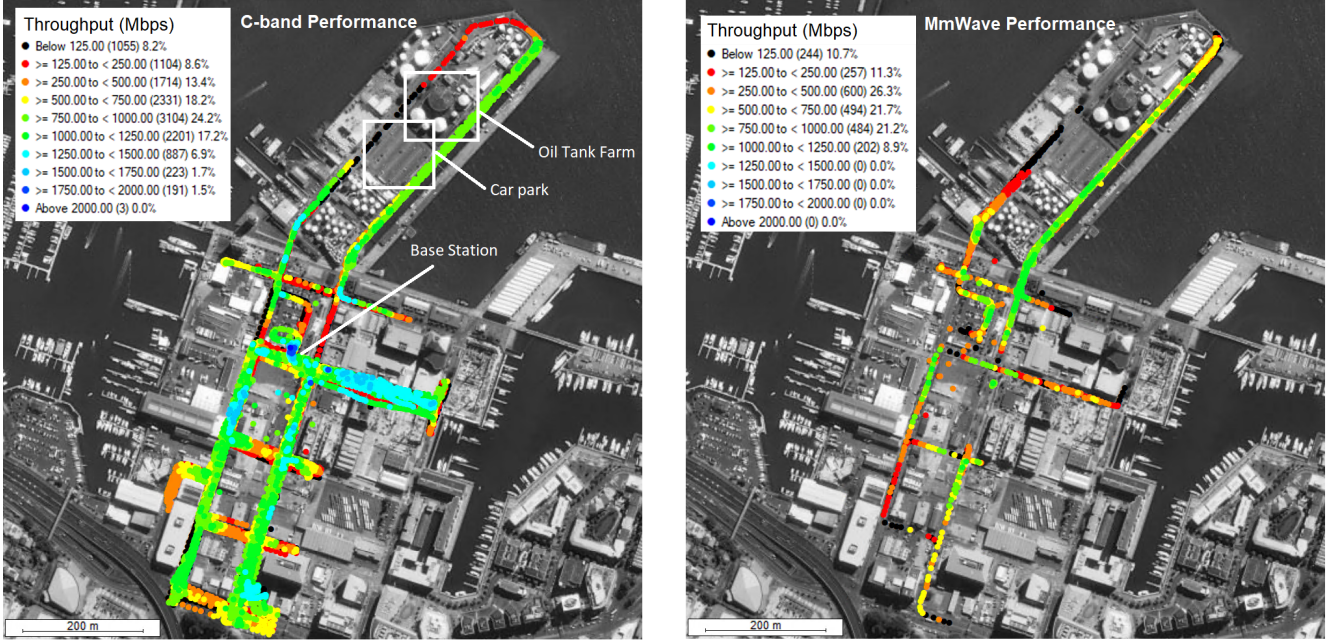 C-band Performance
Throughput (Mbps)
Below 125.00 (1055) 8.2%
>= 125.00 to < 250.00 (1104) 8.6%
>= 250.00 to < 500.00 (1714) 13.4%
>= 500.00 to < 750.00 (2331) 18.2%
>= 750.00 to < 1000.00 (3104) 24.2%
>= 1000.00 to < 1250.00 (2201) 17.2%
>= 1250.00 to < 1500.00 (887) 6.9%
>= 1500.00 to < 1750.00 (223) 1.7%
>= 1750.00 to < 2000.00 (191) 1.5%
Above 2000.00 (3) 0.0%
Oil Tank Farm
Car park
Base Station
200 m
MmWave Performance
Throughput (Mbps)
Below 125.00 (244) 10.7%
>= 125.00 to < 250.00 (257) 11.3%
>= 250.00 to < 500.00 (600) 26.3%
>= 500.00 to < 750.00 (494) 21.7%
>= 750.00 to < 1000.00 (484) 21.2%
>= 1000.00 to < 1250.00 (202) 8.9%
>= 1250.00 to < 1500.00 (0) 0.0%
>= 1500.00 to < 1750.00 (0) 0.0%
>= 1750.00 to < 2000.00 (0) 0.0%
Above 2000.00 (0) 0.0%
200 m